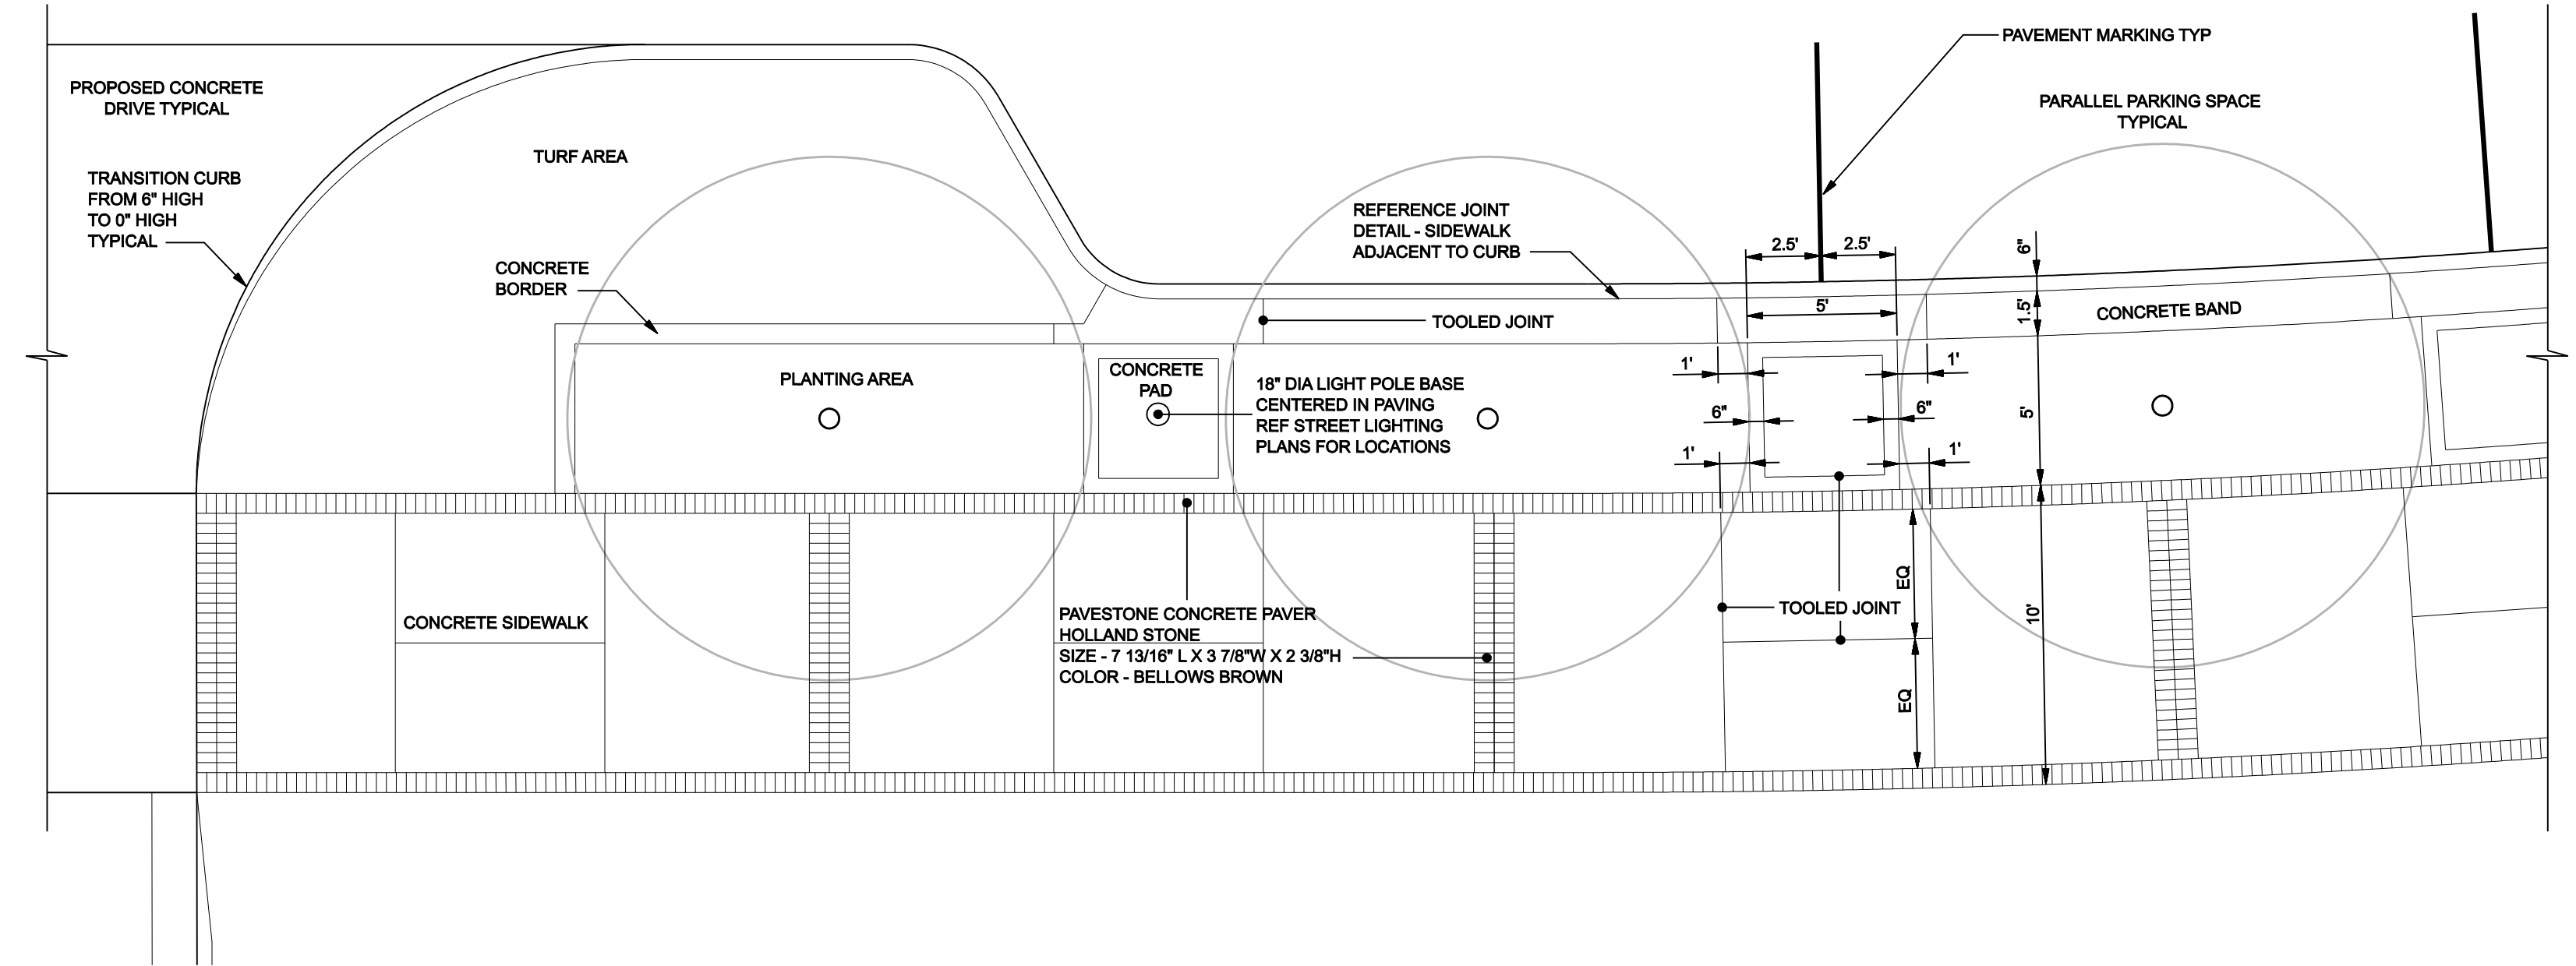 PAVEMENT MARKING TYP
PROPOSED CONCRETE
DRIVE TYPICAL
PARALLEL PARKING SPACE
TYPICAL
TURF AREA
TRANSITION CURB
FROM 6" HIGH
TO 0" HIGH
TYPICAL
REFERENCE JOINT
DETAIL - SIDEWALK
ADJACENT TO CURB
2.5'
2.5'
6"
CONCRETE
BORDER
5'
1.5'
CONCRETE BAND
TOOLED JOINT
1'
1'
PLANTING AREA
CONCRETE
PAD
18" DIA LIGHT POLE BASE
CENTERED IN PAVING
REF STREET LIGHTING
PLANS FOR LOCATIONS
6"
6"
5'
1'
1'
EQ
CONCRETE SIDEWALK
PAVESTONE CONCRETE PAVER
HOLLAND STONE
SIZE - 7 13/16" L X 3 7/8"W X 2 3/8"H
COLOR - BELLOWS BROWN
TOOLED JOINT
10'
EQ